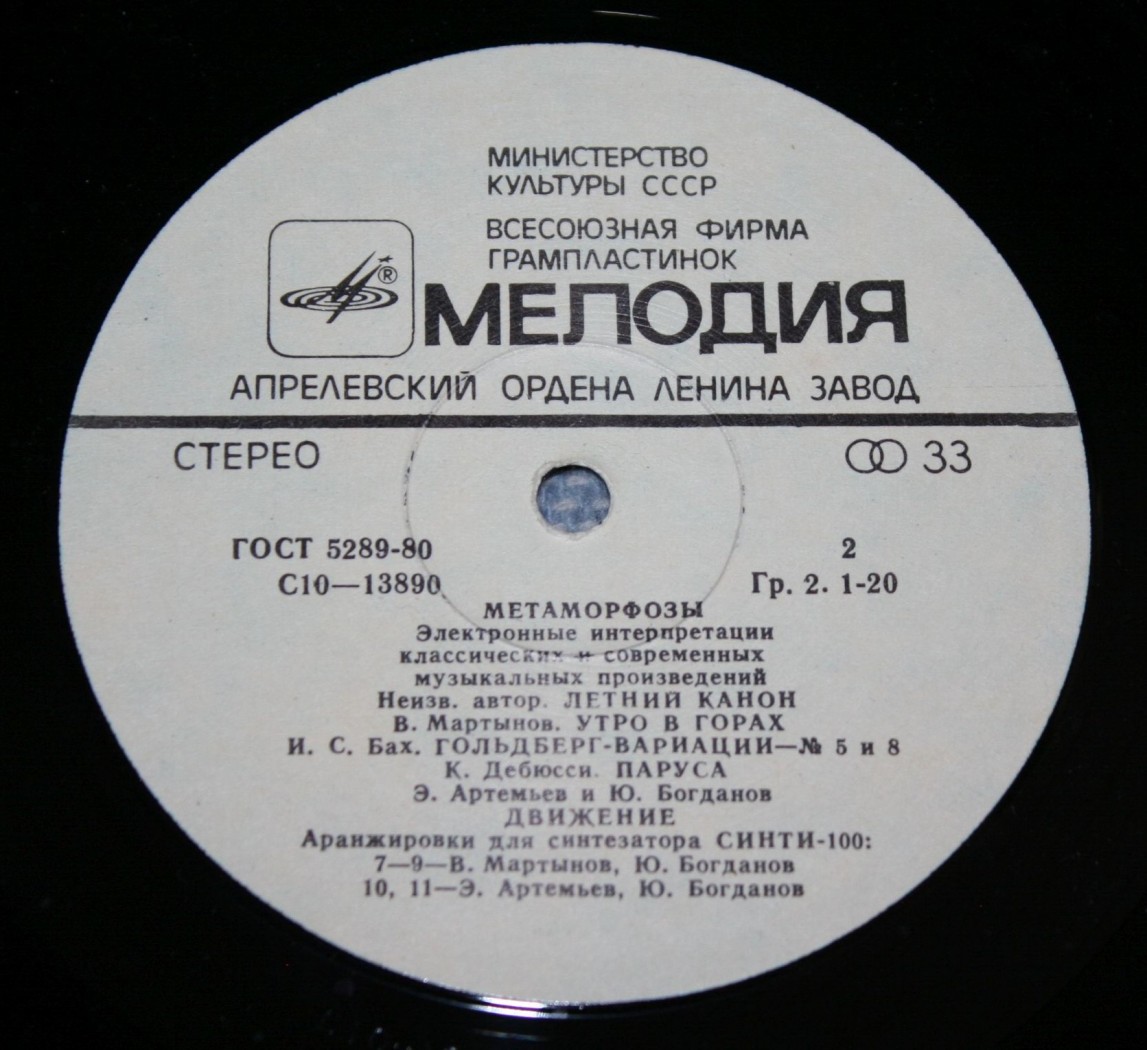 МИНИСТЕРСТВО
КУЛЬТУРЫ СССР
ВСЕСОЮЗНАЯ ФИРМА
ГРАМПЛАСТИНОК
®
МЕЛОДИЯ
АПРЕЛЕВСКИЙ ОРДЕНА ЛЕНИНА ЗАВОД
СТЕРЕО 33
ГОСТ 5289-80 2
С10—13890 Гр. 2. 1-20
МЕТАМОРФОЗЫ
Электронные интерпретации
классических и современных
музыкальных произведений
Неизв. автор. ЛЕТНИЙ КАНОН
В. Мартынов. УТРО В ГОРАХ
И. С. Бах. ГОЛЬДБЕРГ-ВАРИАЦИИ—№ 5 и 8
К. Дебюсси. ПАРУСА
Э. Артемьев и Ю. Богданов
ДВИЖЕНИЕ
Аранжировки для синтезатора СИНТИ-100:
7—9—В. Мартынов, Ю. Богданов
10, 11—Э. Артемьев, Ю. Богданов